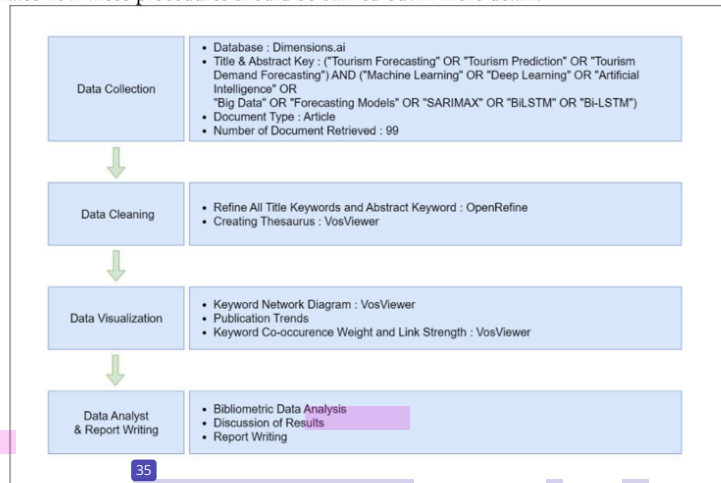 Data Collection
• Database : Dimensions.ai
• Title & Abstract Key : ("Tourism Forecasting" OR "Tourism Prediction" OR "Tourism
Demand Forecasting") AND ("Machine Learning" OR "Deep Learning" OR "Artificial
Intelligence" OR
"Big Data" OR "Forecasting Models" OR "SARIMAX" OR "BiLSTM" OR "Bi-LSTM")
• Document Type : Article
• Number of Document Retrieved : 99
Data Cleaning
• Refine All Title Keywords and Abstract Keyword : OpenRefine
• Creating Thesaurus : VosViewer
Data Visualization
• Keyword Network Diagram : VosViewer
• Publication Trends
• Keyword Co-occurence Weight and Link Strength : VosViewer
Data Analyst
& Report Writing
• Bibliometric Data Analysis
• Discussion of Results
• Report Writing
35